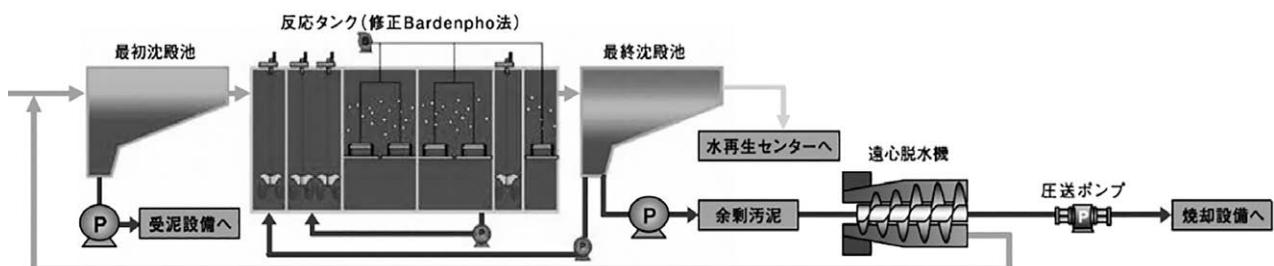 反応タンク(修正Bardenpho法)
最初沈殿池
最終沈殿池
水再生センターへ
遠心脱水機
圧送ポンプ
P
受泥設備へ
P
P
P
余剰汚泥
P
焼却設備へ